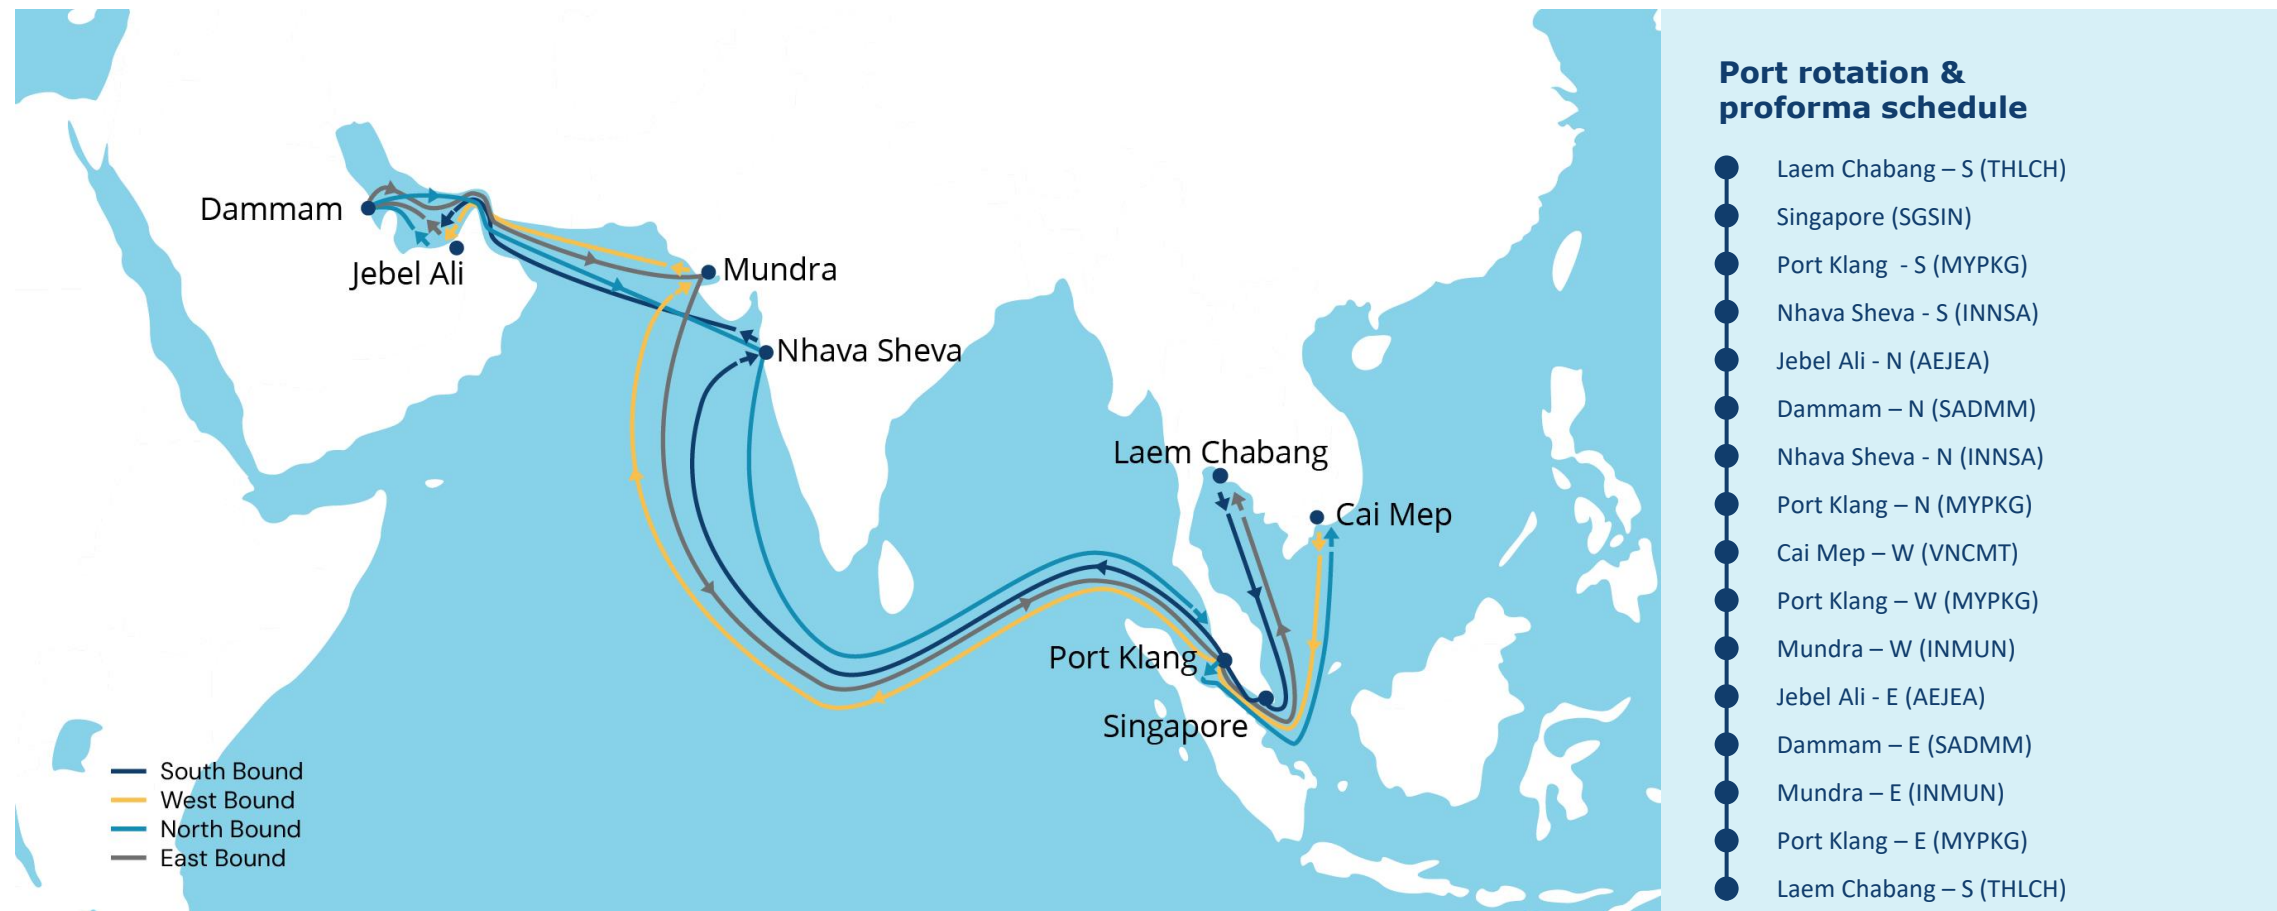 Dammam
Jebel Ali
Mundra
Nhava Sheva
Laem Chabang
Cai Mep
Port Klang
Singapore
South Bound
West Bound
North Bound
East Bound
Port rotation &
proforma schedule
Laem Chabang – S (THLCH)
Singapore (SGSIN)
Port Klang  - S (MYPKG)
Nhava Sheva - S (INNSA)
Jebel Ali - N (AEJEA)
Dammam – N (SADMM)
Nhava Sheva - N (INNSA)
Port Klang – N (MYPKG)
Cai Mep – W (VNCMT)
Port Klang – W (MYPKG)
Mundra – W (INMUN)
Jebel Ali - E (AEJEA)
Dammam – E (SADMM)
Mundra – E (INMUN)
Port Klang – E (MYPKG)
Laem Chabang – S (THLCH)